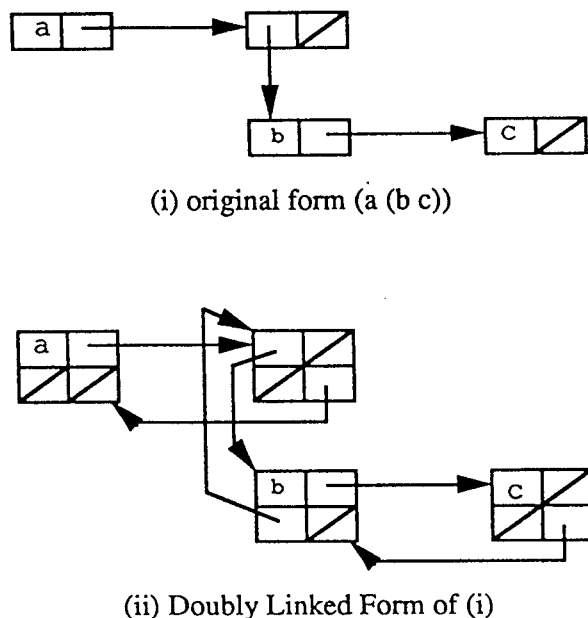 a
b
C
(i) original form (a (b c))
a
b
C
(ii) Doubly Linked Form of (i)